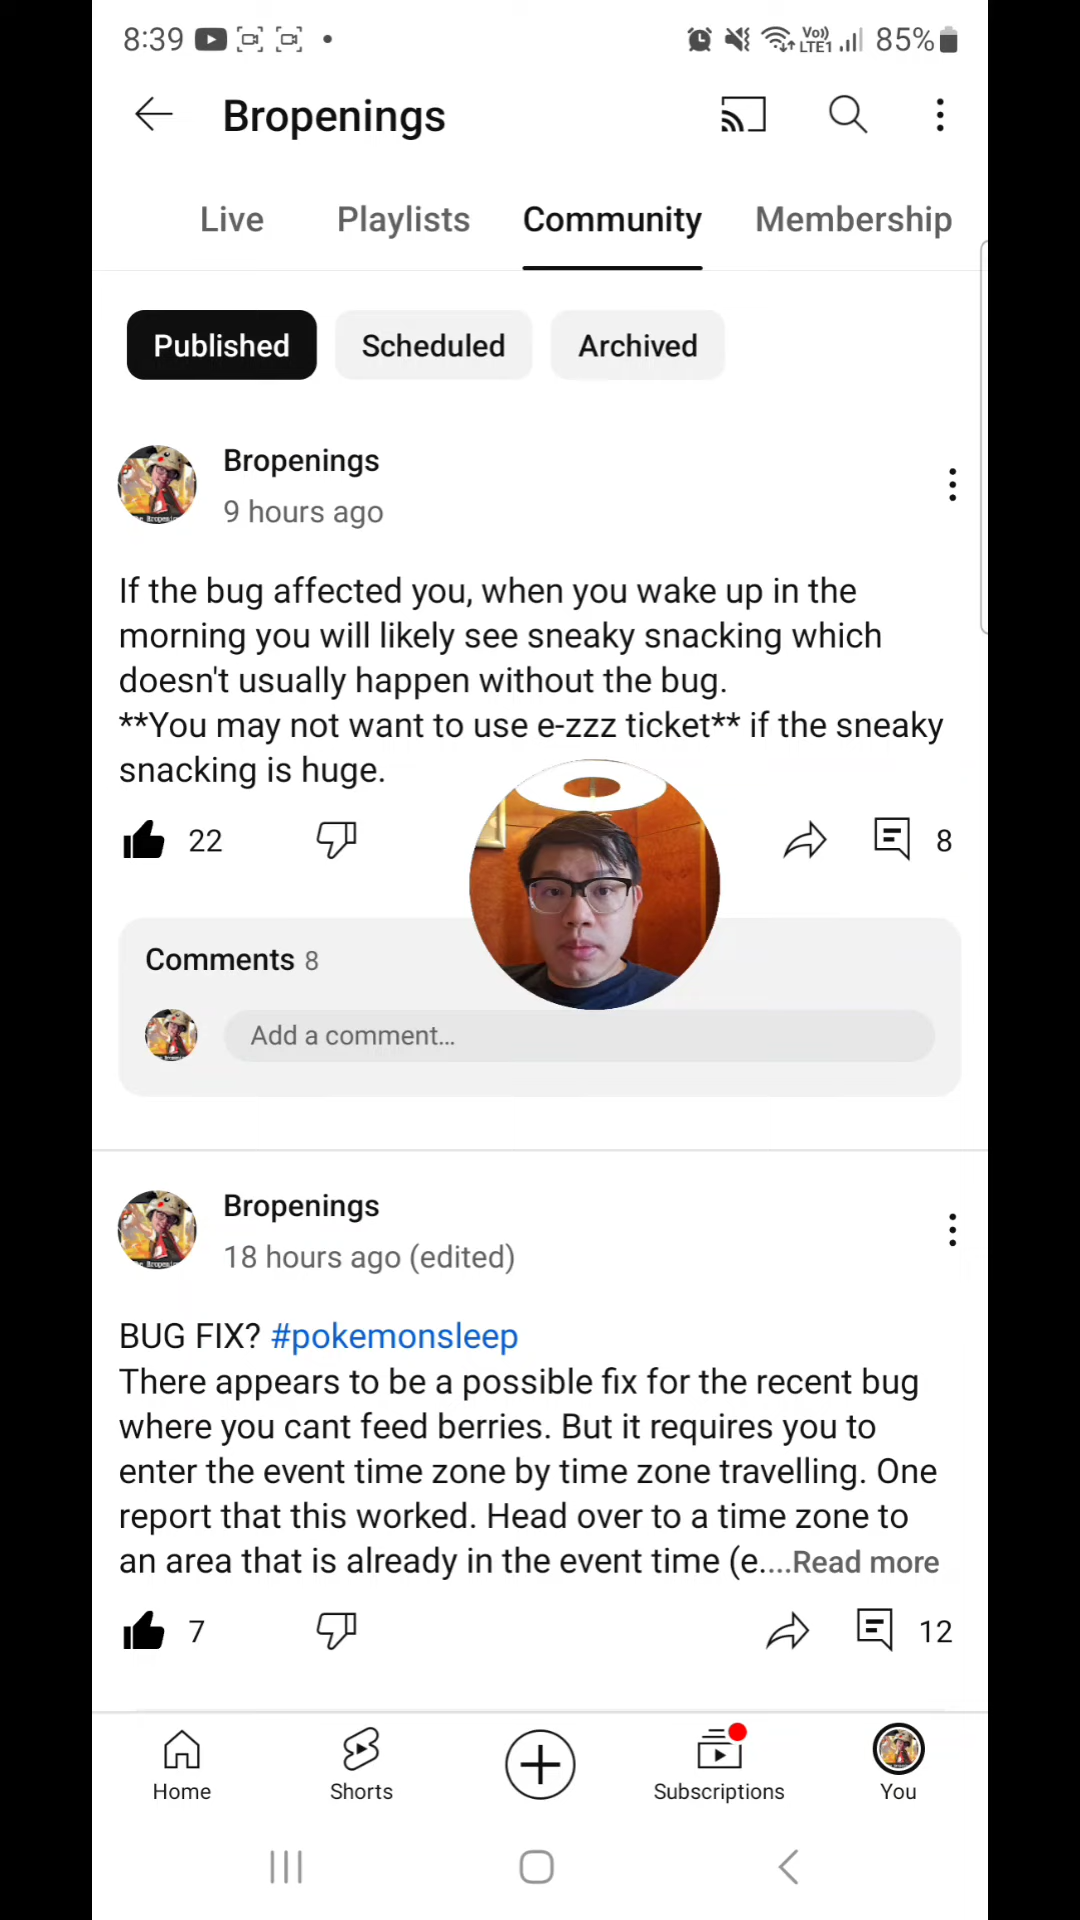 8:39
Vo))
LTE1
85%
Bropenings
Live
Playlists
Community
Membership
Published
Scheduled
Archived
Bropenings
9 hours ago
If the bug affected you, when you wake up in the
morning you will likely see sneaky snacking which
doesn't usually happen without the bug.
**You may not want to use e-zzz ticket** if the sneaky
snacking is huge.
22
8
Comments 8
Add a comment...
Bropenings
18 hours ago (edited)
BUG FIX? #pokemonsleep
There appears to be a possible fix for the recent bug
where you cant feed berries. But it requires you to
enter the event time zone by time zone travelling. One
report that this worked. Head over to a time zone to
an area that is already in the event time (e....Read more
7
12
Home
Shorts
Subscriptions
You